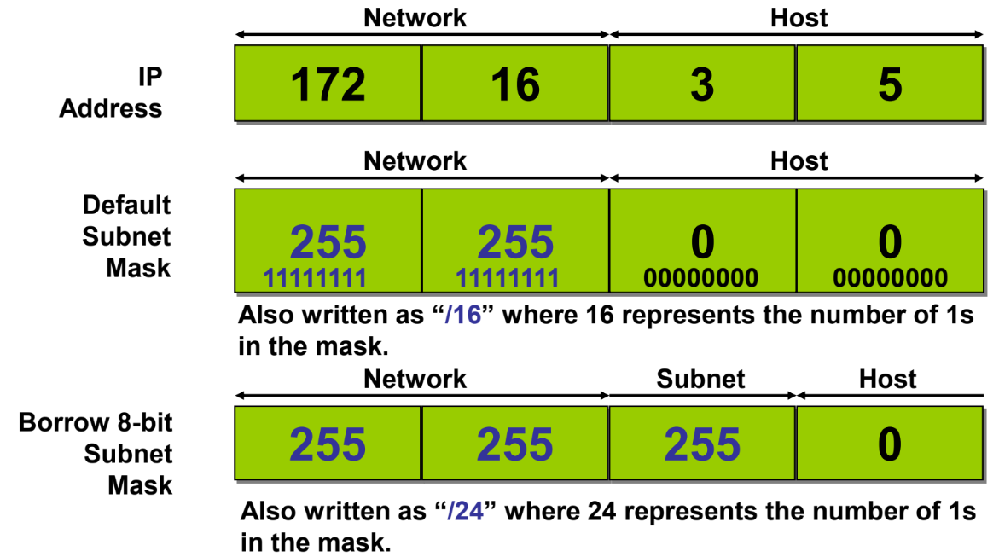 Network Host
IP
Address
172 16 3 5
Network Host
Default
Subnet
Mask
255 255 0 0
11111111 11111111 00000000 00000000
Also written as “/16” where 16 represents the number of 1s
in the mask.
Network Subnet Host
Borrow 8-bit
Subnet
Mask
255 255 255 0
Also written as “/24” where 24 represents the number of 1s
in the mask.